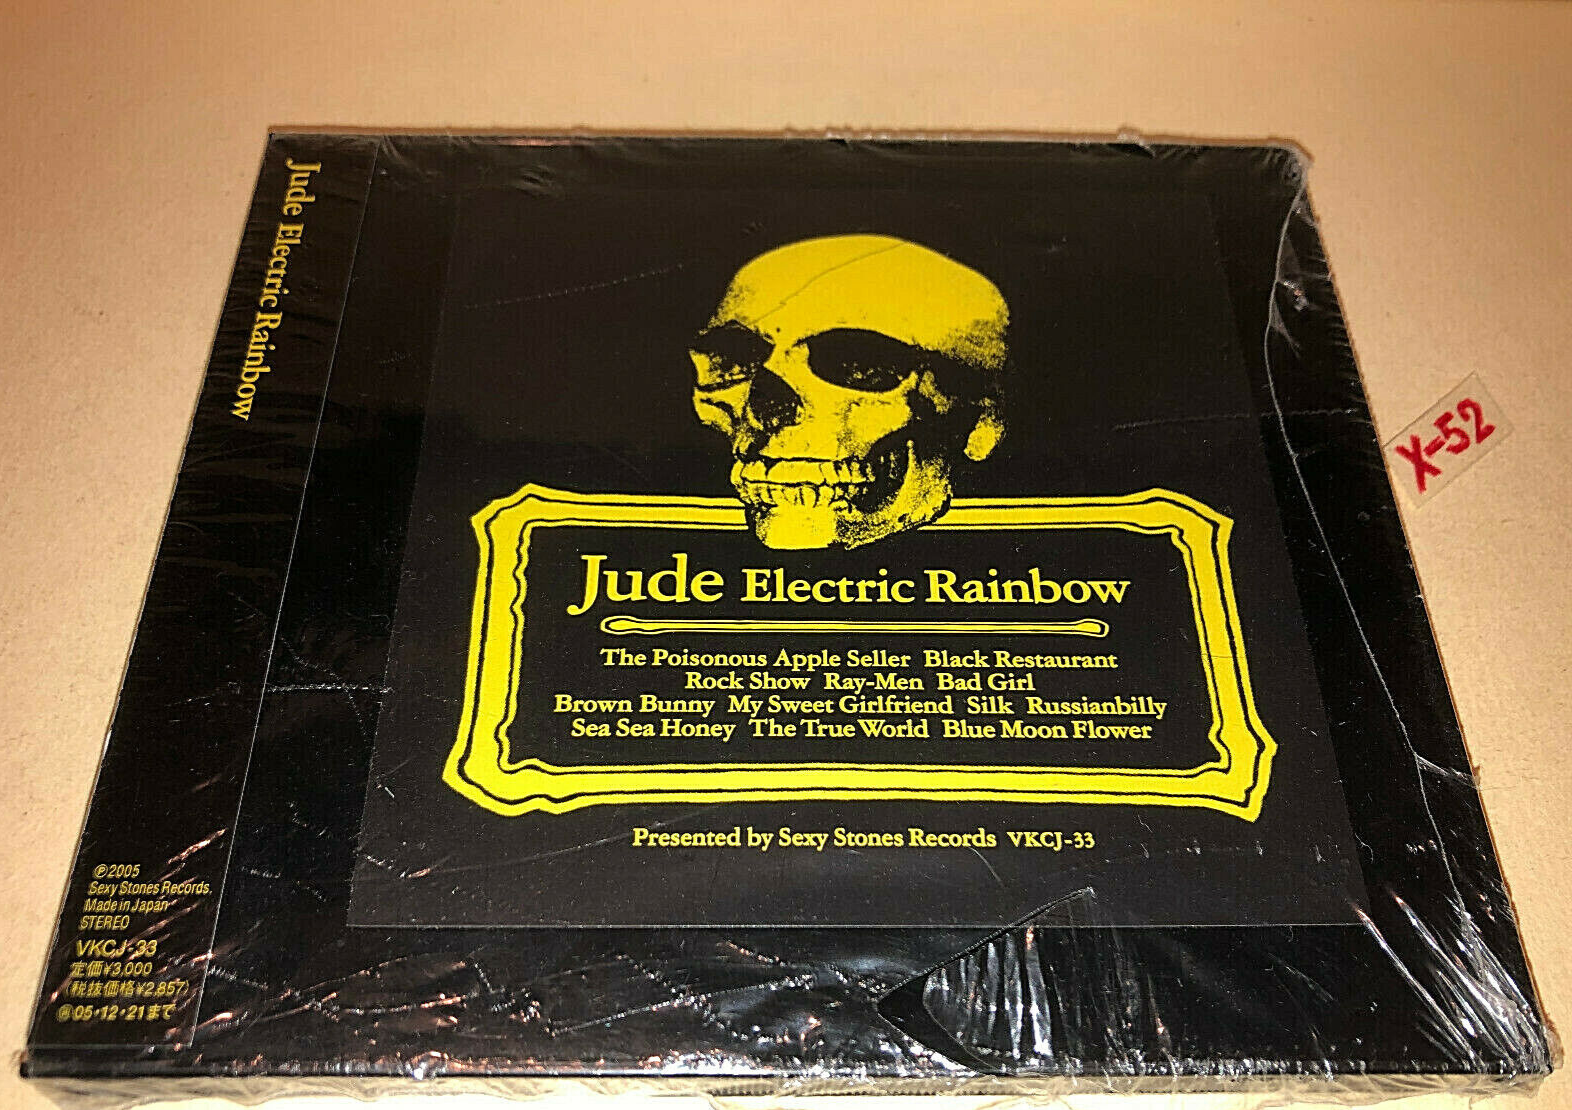 Jude Electric Rainbow
Jude Electric Rainbow
The Poisonous Apple Seller Black Restaurant
Rock Show Ray-Men Bad Girl
Brown Bunny My Sweet Girlfriend Silk Russianbilly
Sea Sea Honey The True World Blue Moon Flower
Presented by Sexy Stones Records VKCJ-33
℗2005
Sexy Stones Records.
Made in Japan
STEREO
VKCJ-33
定価¥3,000
(税抜価格¥2,857)
㊢05・12・21まで
X-52